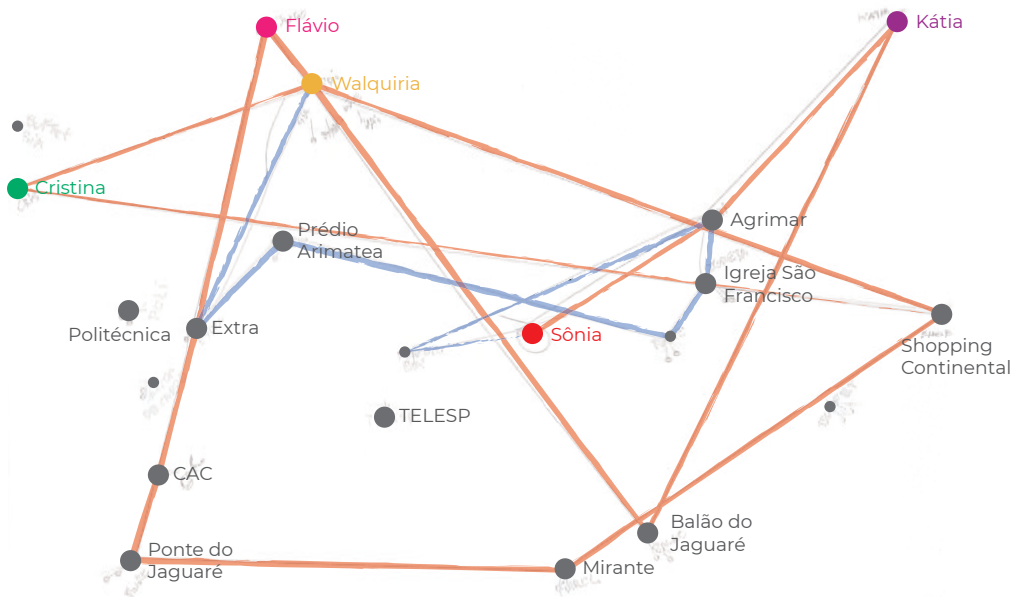 Flávio
Kátia
Walquiria
Cristina
Prédio
Arimatea
Agrimar
Igreja São
Francisco
Politécnica
Extra
Sônia
Shopping
Continental
TELESP
CAC
Balão do
Jaguaré
Ponte do
Jaguaré
Mirante